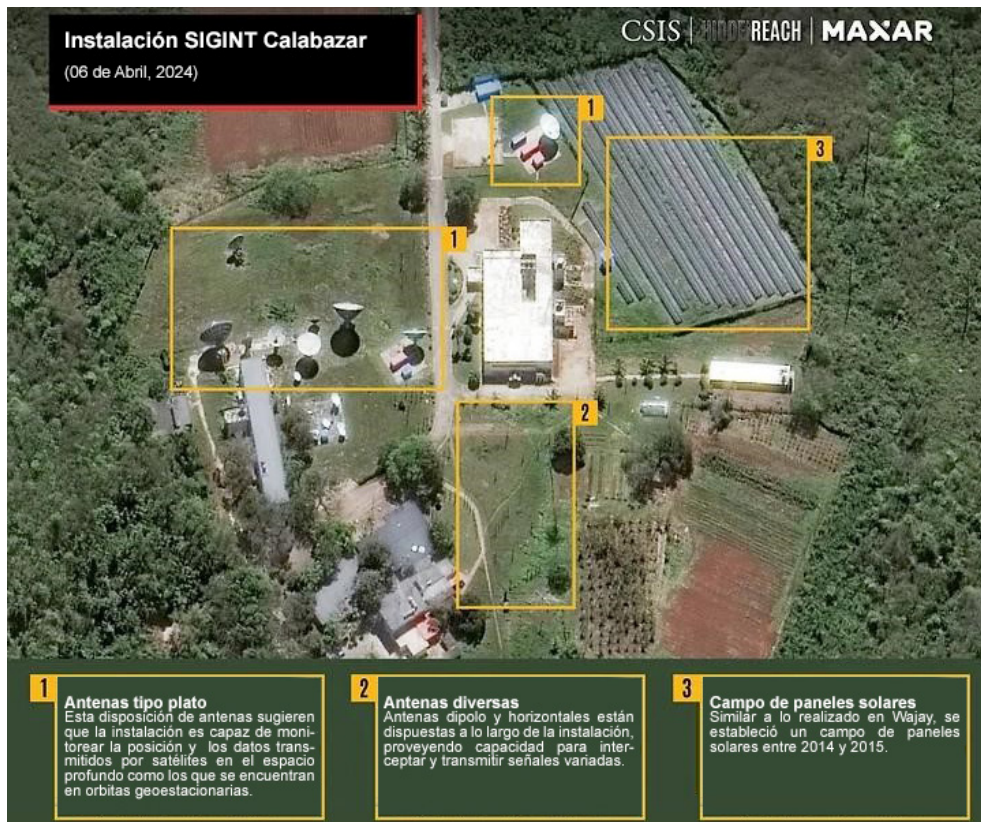 Instalación SIGINT Calabazar
(06 de Abril, 2024)
CSIS | HIDDEN REACH | MAXAR
1
3
1
2
1
Antenas tipo plato
Esta disposición de antenas sugieren
que la instalación es capaz de moni-
torear la posición y los datos trans-
mitidos por satélites en el espacio
profundo como los que se encuentran
en orbitas geoestacionarias.
2
Antenas diversas
Antenas dipolo y horizontales están
dispuestas a lo largo de la instalación,
proveyendo capacidad para inter-
ceptar y transmitir señales variadas.
3
Campo de paneles solares
Similar a lo realizado en Wajay, se
estableció un campo de paneles
solares entre 2014 y 2015.